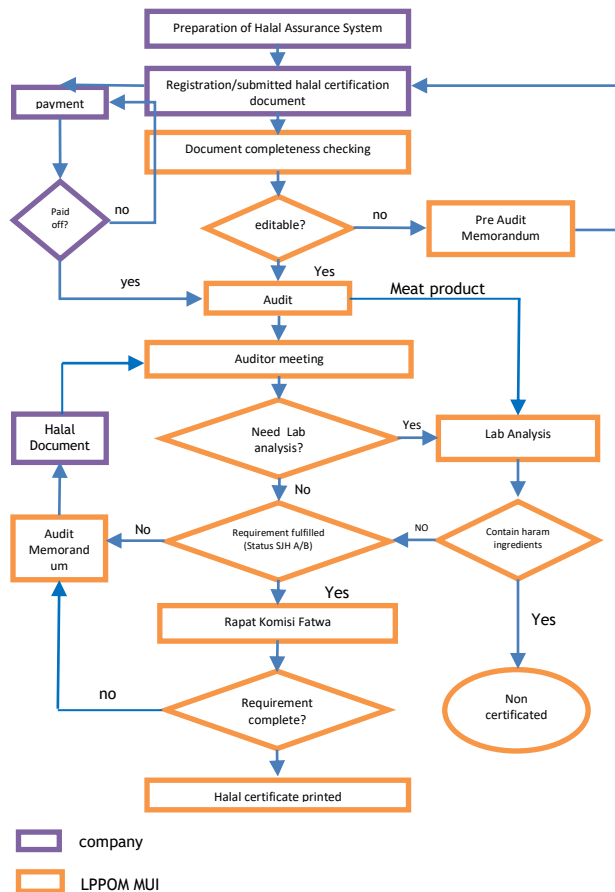 Preparation of Halal Assurance System
Registration/submitted halal certification
document
payment
Document completeness checking
Paid
off?
no
editable?
no
Pre Audit
Memorandum
yes
Yes
Audit
Meat product
Auditor meeting
Halal
Document
Need Lab
analysis?
Yes
Lab Analysis
No
Audit
Memorand
um
No
Requirement fulfilled
(Status SJH A/B)
NO
Contain haram
ingredients
Yes
Rapat Komisi Fatwa
Yes
no
Requirement
complete?
Non
certificated
Halal certificate printed
company
LPPOM MUI